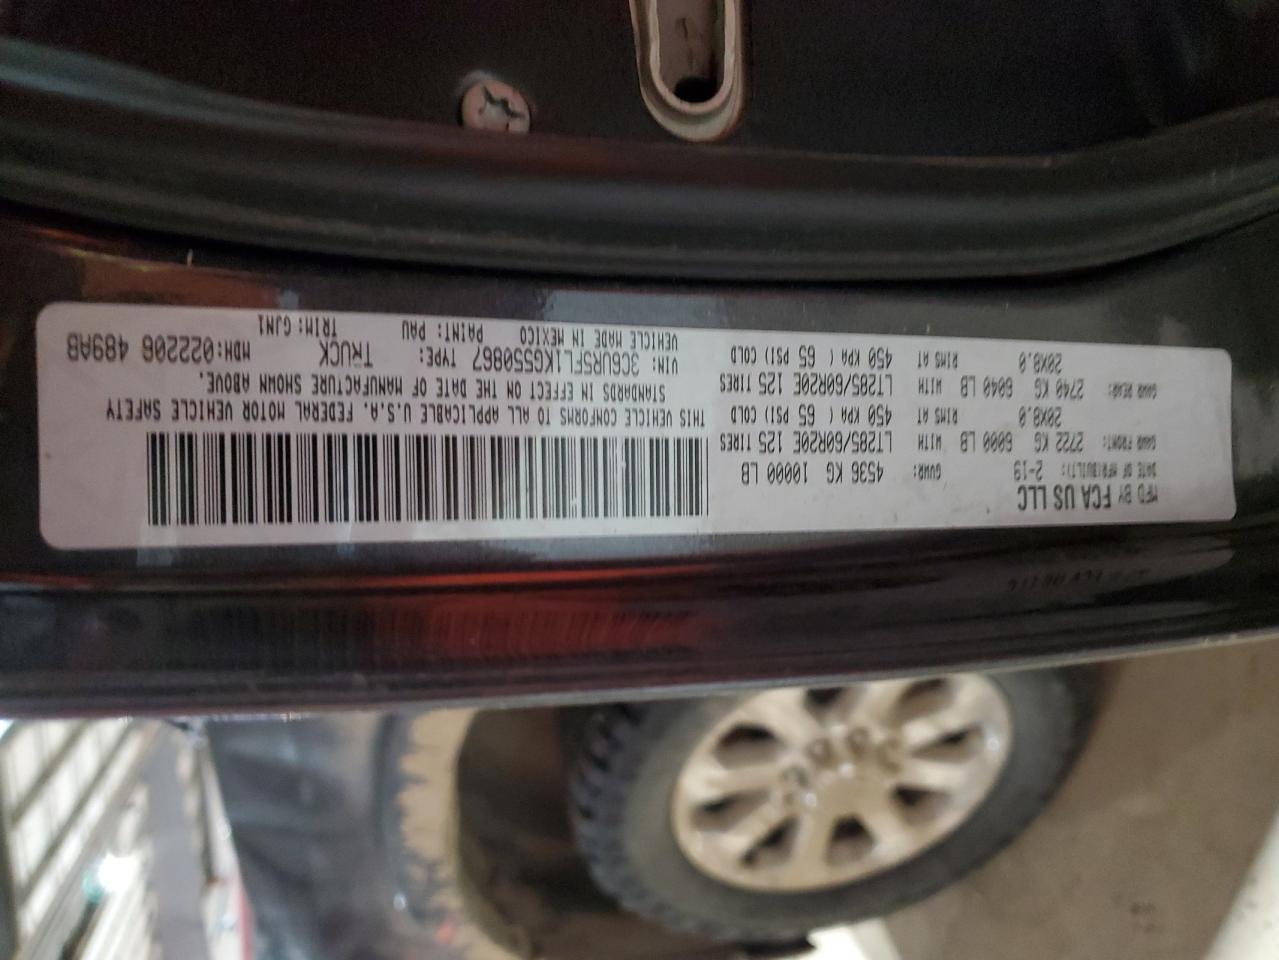 MFD BY FCA US LLC
DATE OF MFR(BUILT): 2-19 GVWR: 4536 KG 10000 LB
GAWR FRONT: 2722 KG 6000 LB WITH LT285/60R20E 125 TIRES
20X8.0 RIMS AT 450 KPA ( 65 PSI) COLD
GAWR REAR: 2740 KG 6040 LB WITH LT285/60R20E 125 TIRES
20X8.0 RIMS AT 450 KPA ( 65 PSI) COLD
THIS VEHICLE CONFORMS TO ALL APPLICABLE U.S.A. FEDERAL MOTOR VEHICLE SAFETY
STANDARDS IN EFFECT ON THE DATE OF MANUFACTURE SHOWN ABOVE.
VIN: 3C6UR5FL1KG550867 TYPE: TRUCK MDH:022206 489AB
VEHICLE MADE IN MEXICO PAINT: PAU TRIM: GJN1